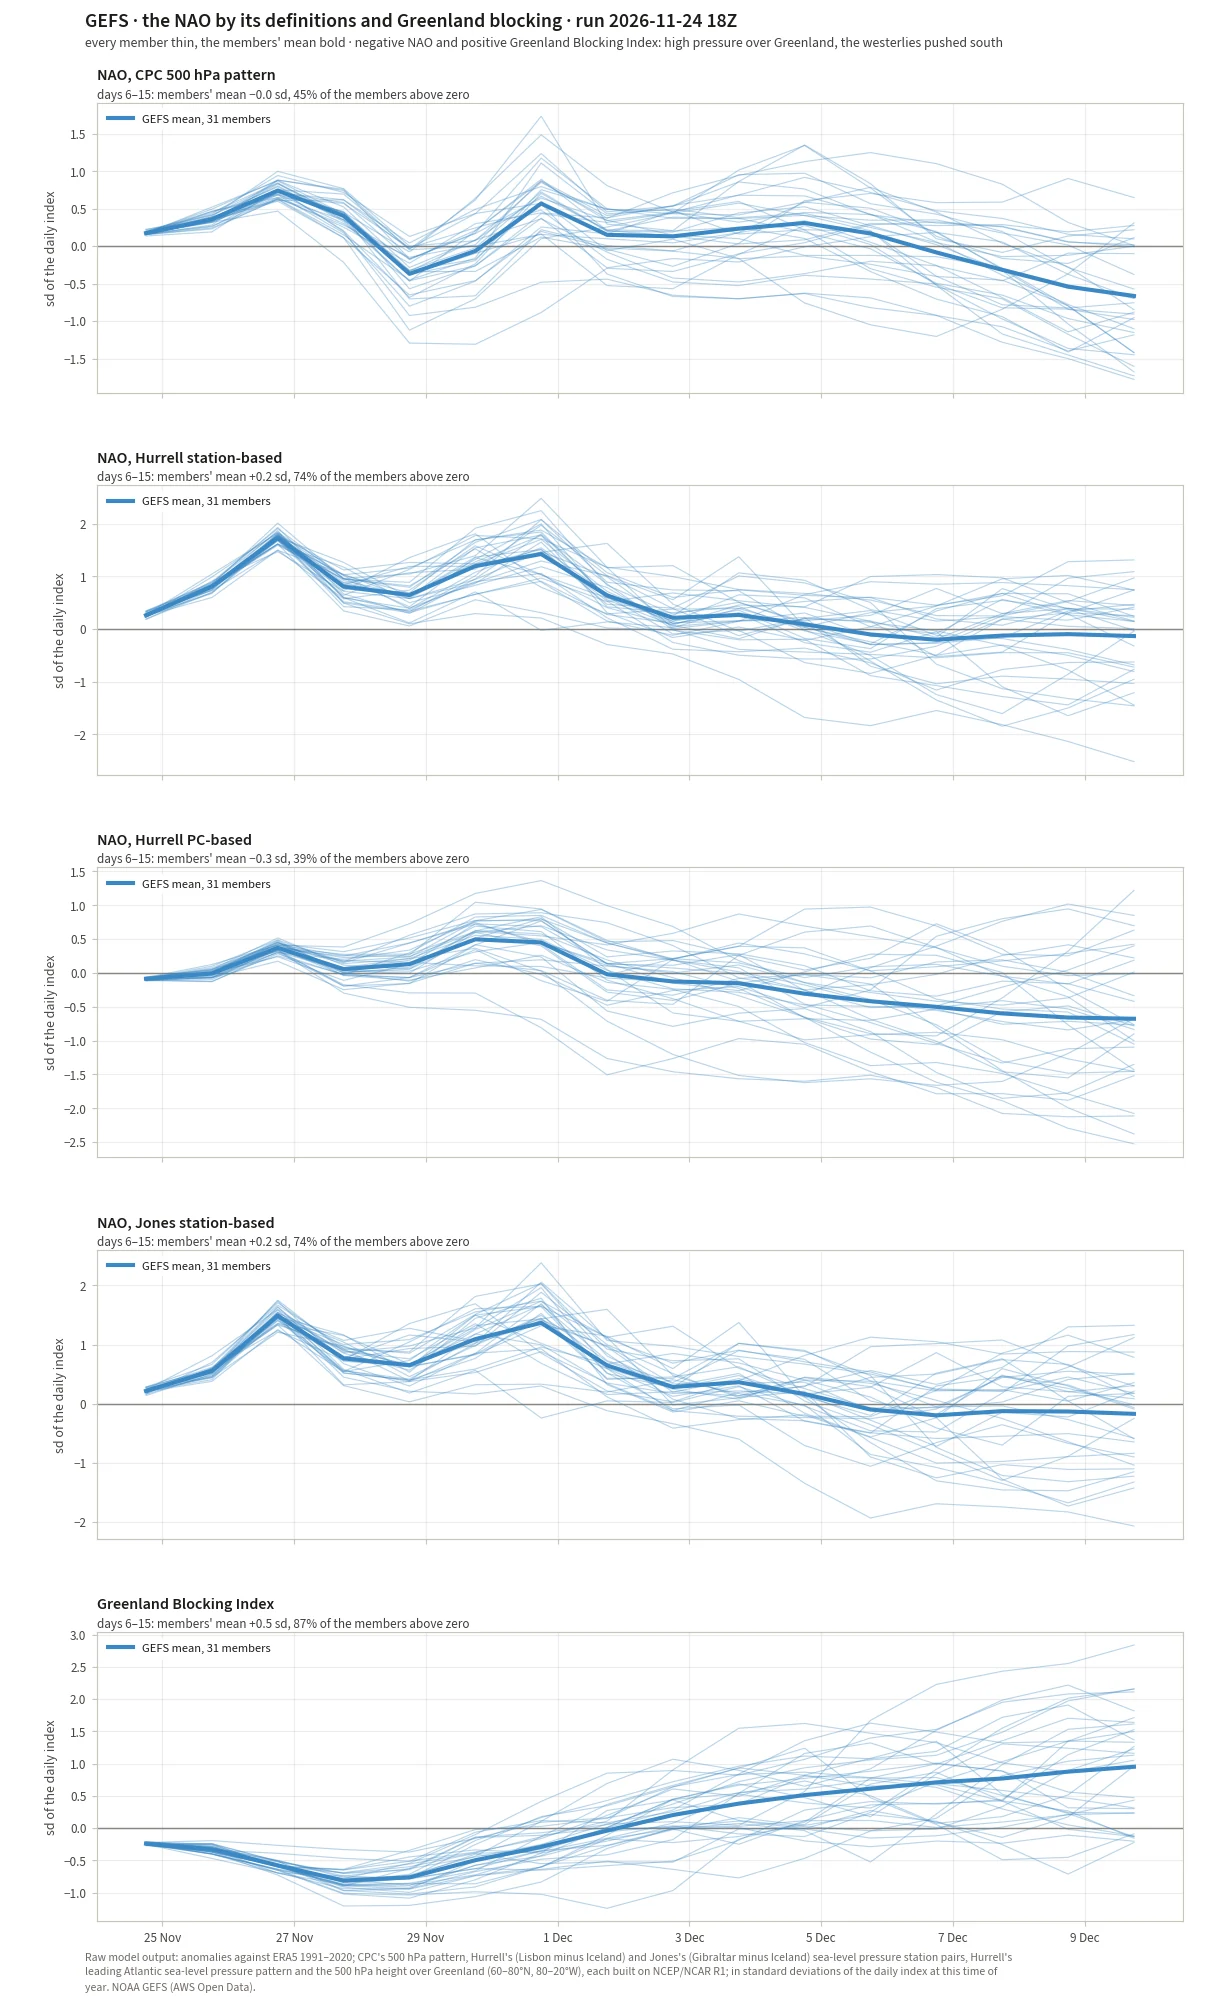 GEFS · the NAO by its definitions and Greenland blocking · run 2026-11-24 18Z
every member thin, the members' mean bold · negative NAO and positive Greenland Blocking Index: high pressure over Greenland, the westerlies pushed south
NAO, CPC 500 hPa pattern
days 6–15: members' mean −0.0 sd, 45% of the members above zero
GEFS mean, 31 members
1.5
1.0
0.5
0.0
−0.5
−1.0
−1.5
sd of the daily index
NAO, Hurrell station-based
days 6–15: members' mean +0.2 sd, 74% of the members above zero
GEFS mean, 31 members
2
1
0
−1
−2
sd of the daily index
NAO, Hurrell PC-based
days 6–15: members' mean −0.3 sd, 39% of the members above zero
GEFS mean, 31 members
1.5
1.0
0.5
0.0
−0.5
−1.0
−1.5
−2.0
−2.5
sd of the daily index
NAO, Jones station-based
days 6–15: members' mean +0.2 sd, 74% of the members above zero
GEFS mean, 31 members
2
1
0
−1
−2
sd of the daily index
Greenland Blocking Index
days 6–15: members' mean +0.5 sd, 87% of the members above zero
GEFS mean, 31 members
3.0
2.5
2.0
1.5
1.0
0.5
0.0
−0.5
−1.0
sd of the daily index
25 Nov 27 Nov 29 Nov 1 Dec 3 Dec 5 Dec 7 Dec 9 Dec
Raw model output: anomalies against ERA5 1991–2020; CPC's 500 hPa pattern, Hurrell's (Lisbon minus Iceland) and Jones's (Gibraltar minus Iceland) sea-level pressure station pairs, Hurrell's
leading Atlantic sea-level pressure pattern and the 500 hPa height over Greenland (60–80°N, 80–20°W), each built on NCEP/NCAR R1; in standard deviations of the daily index at this time of
year. NOAA GEFS (AWS Open Data).